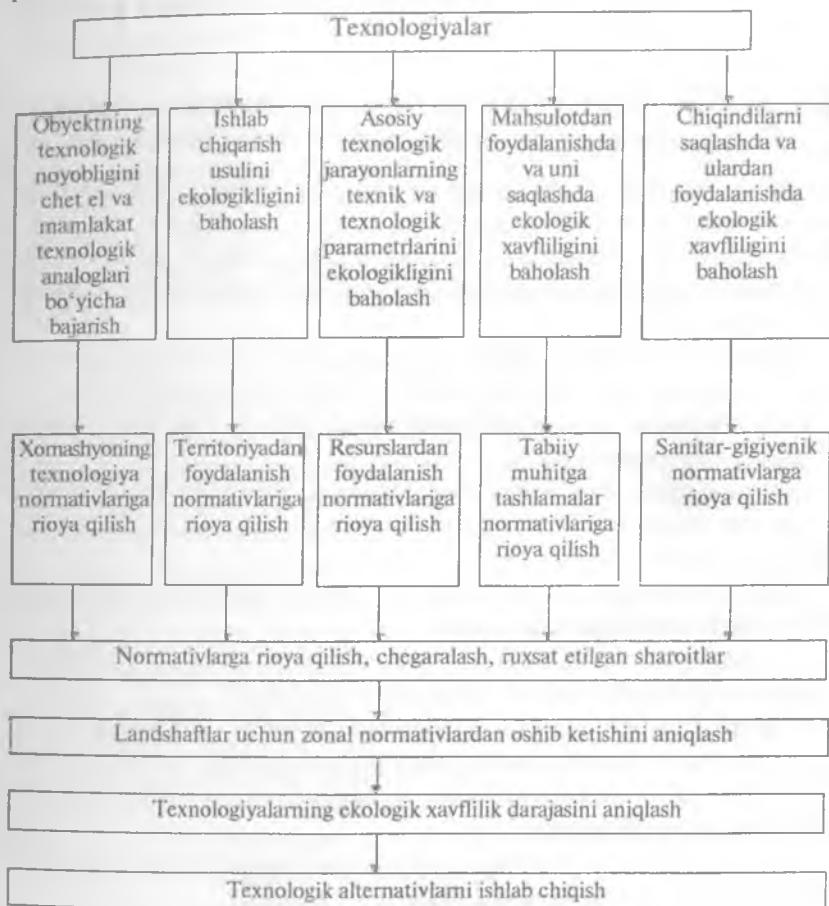 Texnologiyalar
Obyektning
texnologik
noyobligini
chet el va
mamlakat
texnologik
analoglari
bo‘yicha
bajarish
Ishlab
chiqarish
usulini
ekologikligini
baholash
Asosiy
texnologik
jarayonlarning
texnik va
texnologik
parametrlarini
ekologikligini
baholash
Mahsulotdan
foydalanishda
va uni
saqlashda
ekologik
xavfliligini
baholash
Chiqindilarni
saqlashda va
ulardan
foydalanishda
ekologik
xavfliligini
baholash
Xomashyoning
texnologiya
normativlariga
rioya qilish
Territoriyadan
foydalanish
normativlariga
rioya qilish
Resurslardan
foydalanish
normativlariga
rioya qilish
Tabiiy
muhitga
tashlamalar
normativlariga
rioya qilish
Sanitar-gigiyenik
normativlarga
rioya qilish
Normativlarga rioya qilish, chegaralash, ruxsat etilgan sharoitlar
Landshaftlar uchun zonal normativlardan oshib ketishini aniqlash
Texnologiyalarning ekologik xavflilik darajasini aniqlash
Texnologik alternativlarni ishlab chiqish